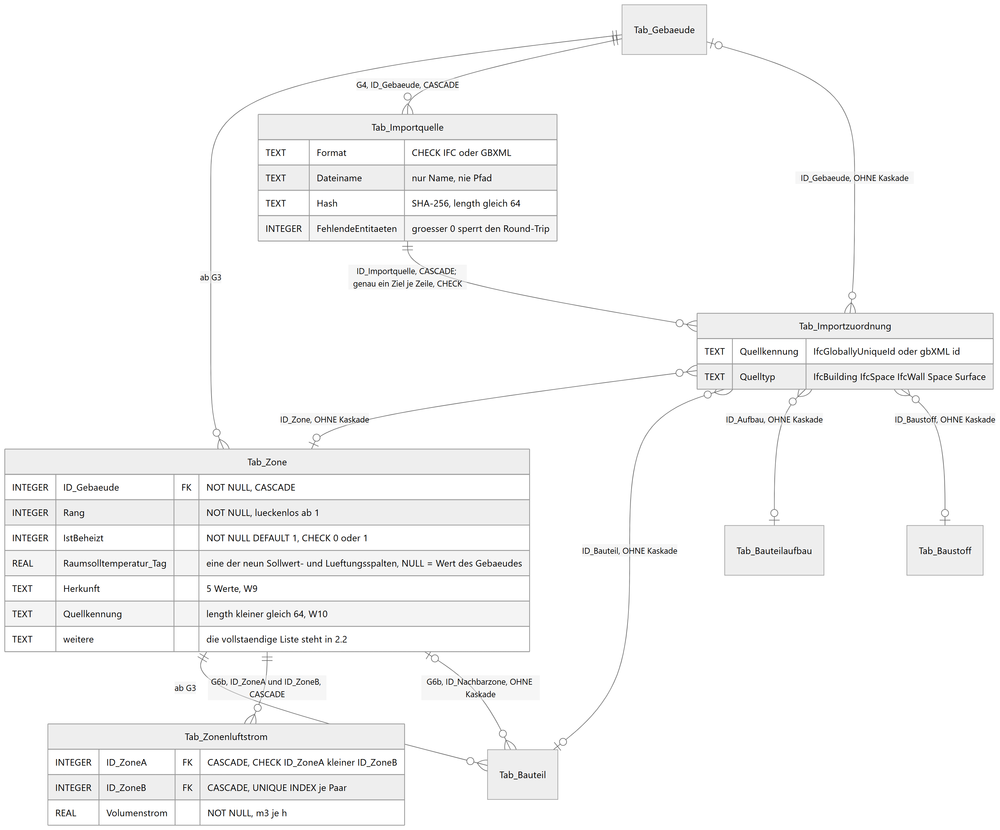 Tab_Gebaeude
G4, ID_Gebaeude, CASCADE
Tab_Importquelle
TEXT Format CHECK IFC oder GBXML
TEXT Dateiname nur Name, nie Pfad
TEXT Hash SHA-256, length gleich 64
INTEGER FehlendeEntitaeten groesser 0 sperrt den Round-Trip
ID_Gebaeude, OHNE Kaskade
ab G3
ID_Importquelle, CASCADE;
genau ein Ziel je Zeile, CHECK
Tab_Importzuordnung
TEXT Quellkennung IfcGloballyUniqueId oder gbXML id
TEXT Quelltyp IfcBuilding IfcSpace IfcWall Space Surface
ID_Zone, OHNE Kaskade
ID_Aufbau, OHNE Kaskade
ID_Baustoff, OHNE Kaskade
Tab_Zone
INTEGER ID_Gebaeude FK NOT NULL, CASCADE
INTEGER Rang NOT NULL, lueckenlos ab 1
INTEGER IstBeheizt NOT NULL DEFAULT 1, CHECK 0 oder 1
REAL Raumsolltemperatur_Tag eine der neun Sollwert- und Lueftungsspalten, NULL = Wert des Gebaeudes
TEXT Herkunft 5 Werte, W9
TEXT Quellkennung length kleiner gleich 64, W10
TEXT weitere die vollstaendige Liste steht in 2.2
ID_Bauteil, OHNE Kaskade
Tab_Bauteilaufbau
Tab_Baustoff
ab G3
G6b, ID_ZoneA und ID_ZoneB,
CASCADE
G6b, ID_Nachbarzone, OHNE
Kaskade
Tab_Zonenluftstrom
INTEGER ID_ZoneA FK CASCADE, CHECK ID_ZoneA kleiner ID_ZoneB
INTEGER ID_ZoneB FK CASCADE, UNIQUE INDEX je Paar
REAL Volumenstrom NOT NULL, m3 je h
Tab_Bauteil